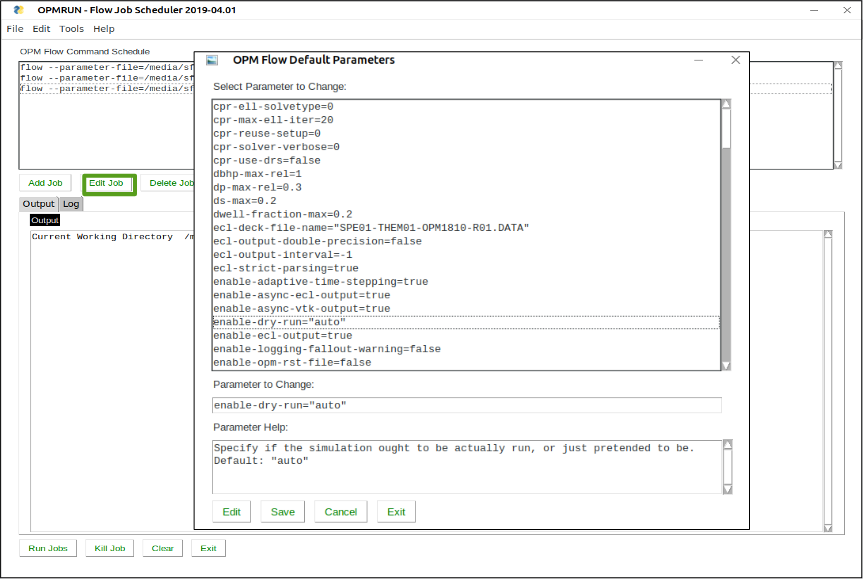 OPMRUN - Flow Job Scheduler 2019-04.01
File Edit Tools Help
OPM Flow Command Schedule
flow --parameter-file=/media/sf
flow --parameter-file=/media/sf
flow --parameter-file=/media/sf
Add Job Edit Job Delete Job
Output Log
Output
Current Working Directory /m
OPM Flow Default Parameters
Select Parameter to Change:
cpr-ell-solvetype=0
cpr-max-ell-iter=20
cpr-reuse-setup=0
cpr-solver-verbose=0
cpr-use-drs=false
dbhp-max-rel=1
dp-max-rel=0.3
ds-max=0.2
dwell-fraction-max=0.2
ecl-deck-file-name="SPE01-THEM01-OPM1810-R01.DATA"
ecl-output-double-precision=false
ecl-output-interval=-1
ecl-strict-parsing=true
enable-adaptive-time-stepping=true
enable-async-ecl-output=true
enable-async-vtk-output=true
enable-dry-run="auto"
enable-ecl-output=true
enable-logging-fallout-warning=false
enable-opm-rst-file=false
Parameter to Change:
enable-dry-run="auto"
Parameter Help:
Specify if the simulation ought to be actually run, or just pretended to be.
Default: "auto"
Edit Save Cancel Exit
Run Jobs Kill Job Clear Exit